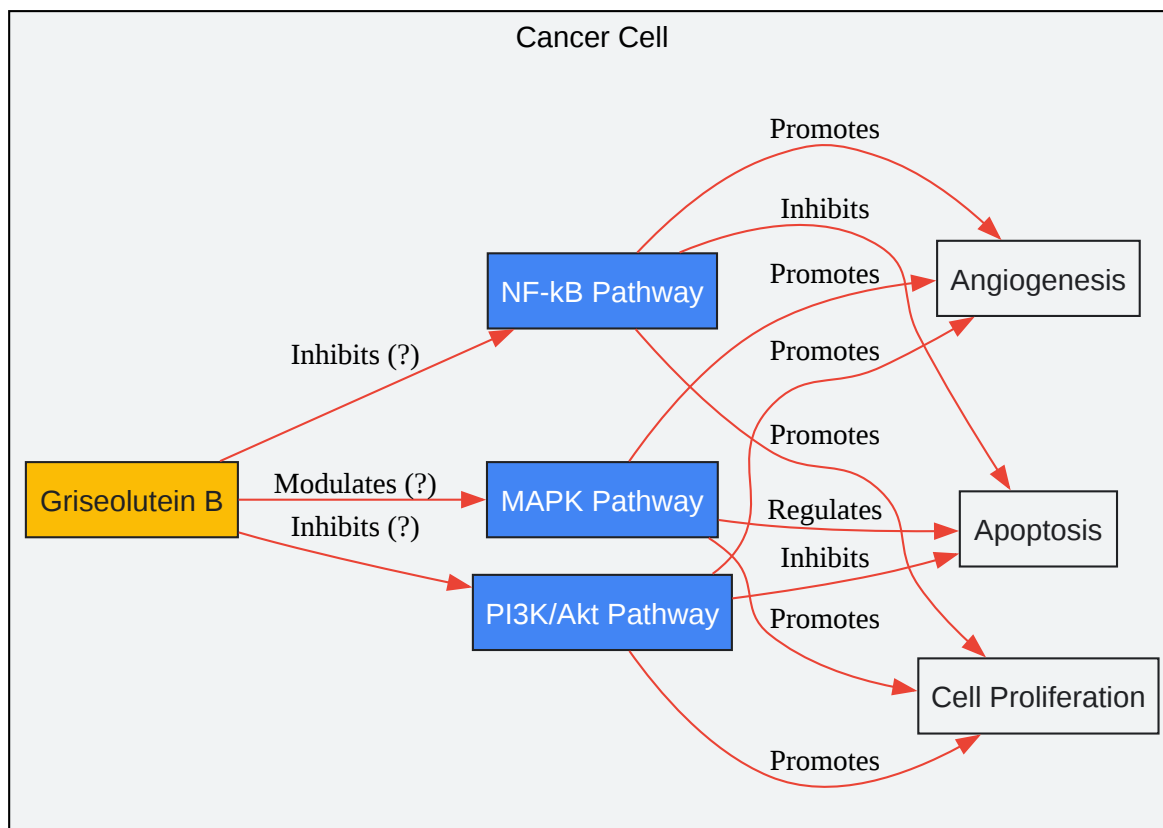 Cancer Cell
Promotes
Inhibits
Promotes
Angiogenesis
NF-kB Pathway
Inhibits (?)
Promotes
Promotes
Griseolutein B
Modulates (?)
MAPK Pathway
Regulates
Apoptosis
Inhibits (?)
Inhibits
PI3K/Akt Pathway
Promotes
Cell Proliferation
Promotes